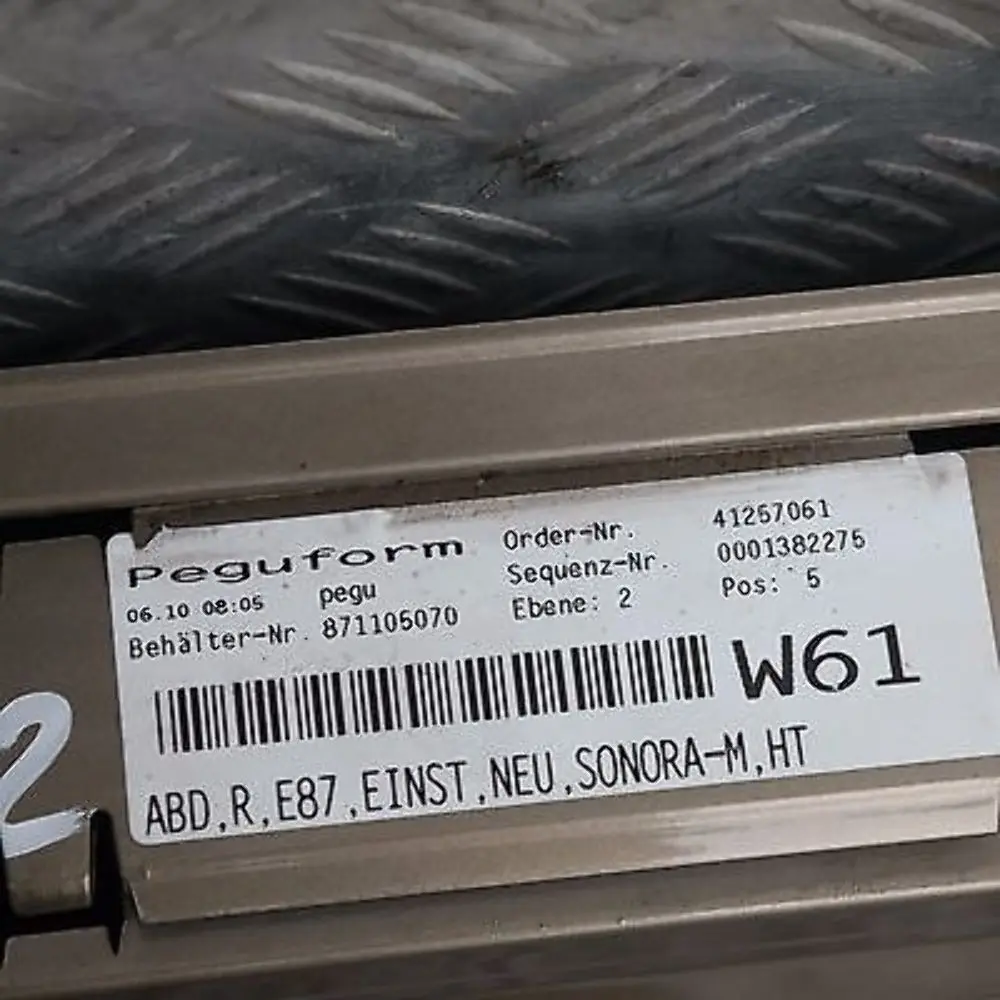 Peguform
06.10 08:05 pegu
Behälter-Nr. 871105070
Order-Nr. 41257061
Sequenz-Nr. 0001382275
Ebene: 2 Pos: 5
W61
ABD,R,E87,EINST,NEU,SONORA-M,HT
2